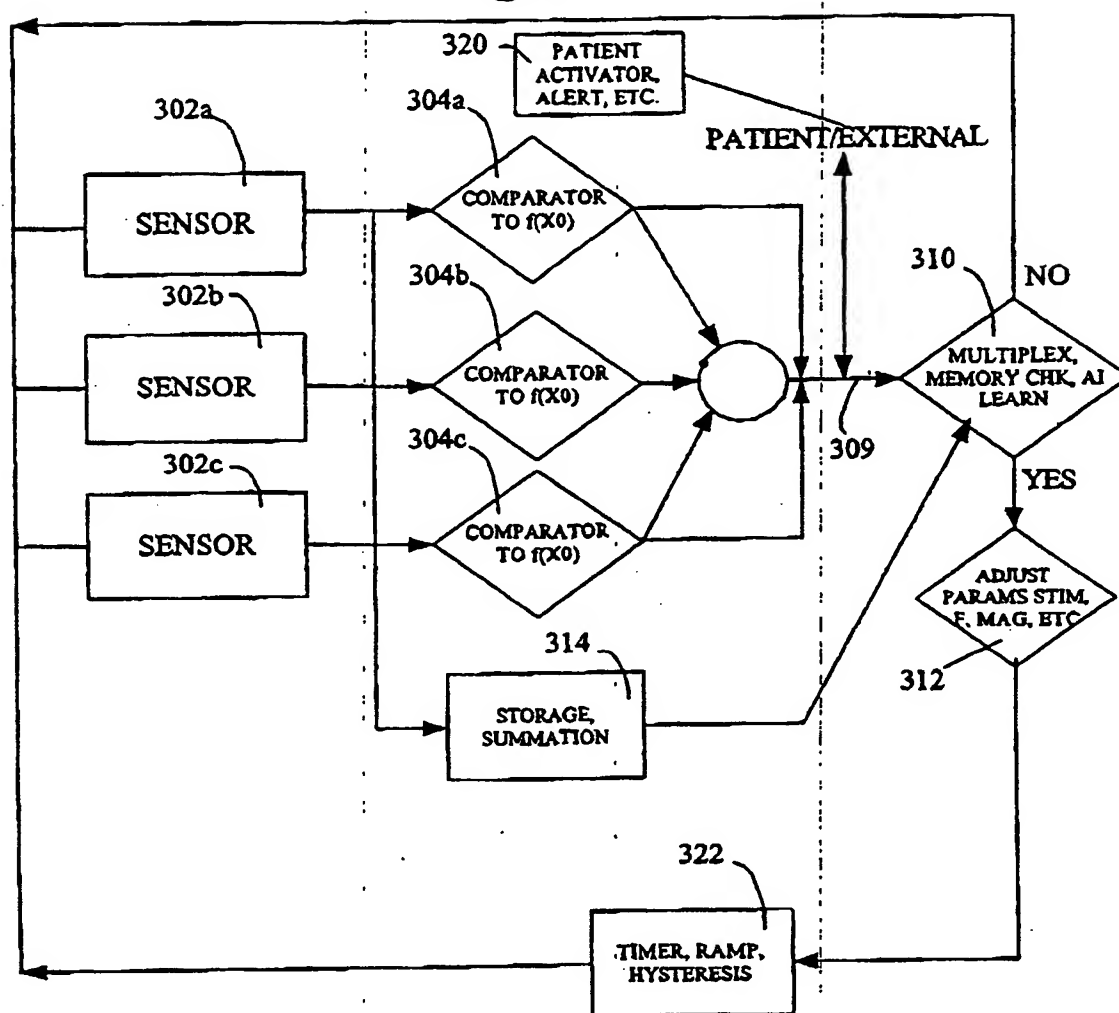 320
PATIENT
ACTIVATOR,
ALERT, ETC.
304a
302a
PATIENT/EXTERNAL
SENSOR
COMPARATOR
TO f(X0)
310
NO
304b
302b
SENSOR
COMPARATOR
TO f(X0)
MULTIPLEX,
MEMORY CHK, AI
LEARN
309
304c
302c
YES
SENSOR
COMPARATOR
TO f(X0)
ADJUST
PARAMS STIM,
F, MAG, ETC
312
314
STORAGE,
SUMMATION
322
TIMER, RAMP,
HYSTERESIS